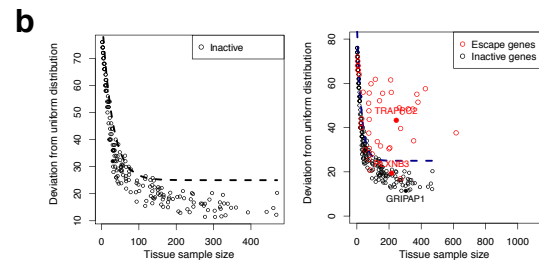 b
Deviation from uniform distribution
80
70
60
50
40
30
20
10
Inactive
0
100
200
300
400
Tissue sample size
Deviation from uniform distribution
80
60
40
20
0
Escape genes
Inactive genes
GRIPAP1
0
200
400
600
800
1000
Tissue sample size